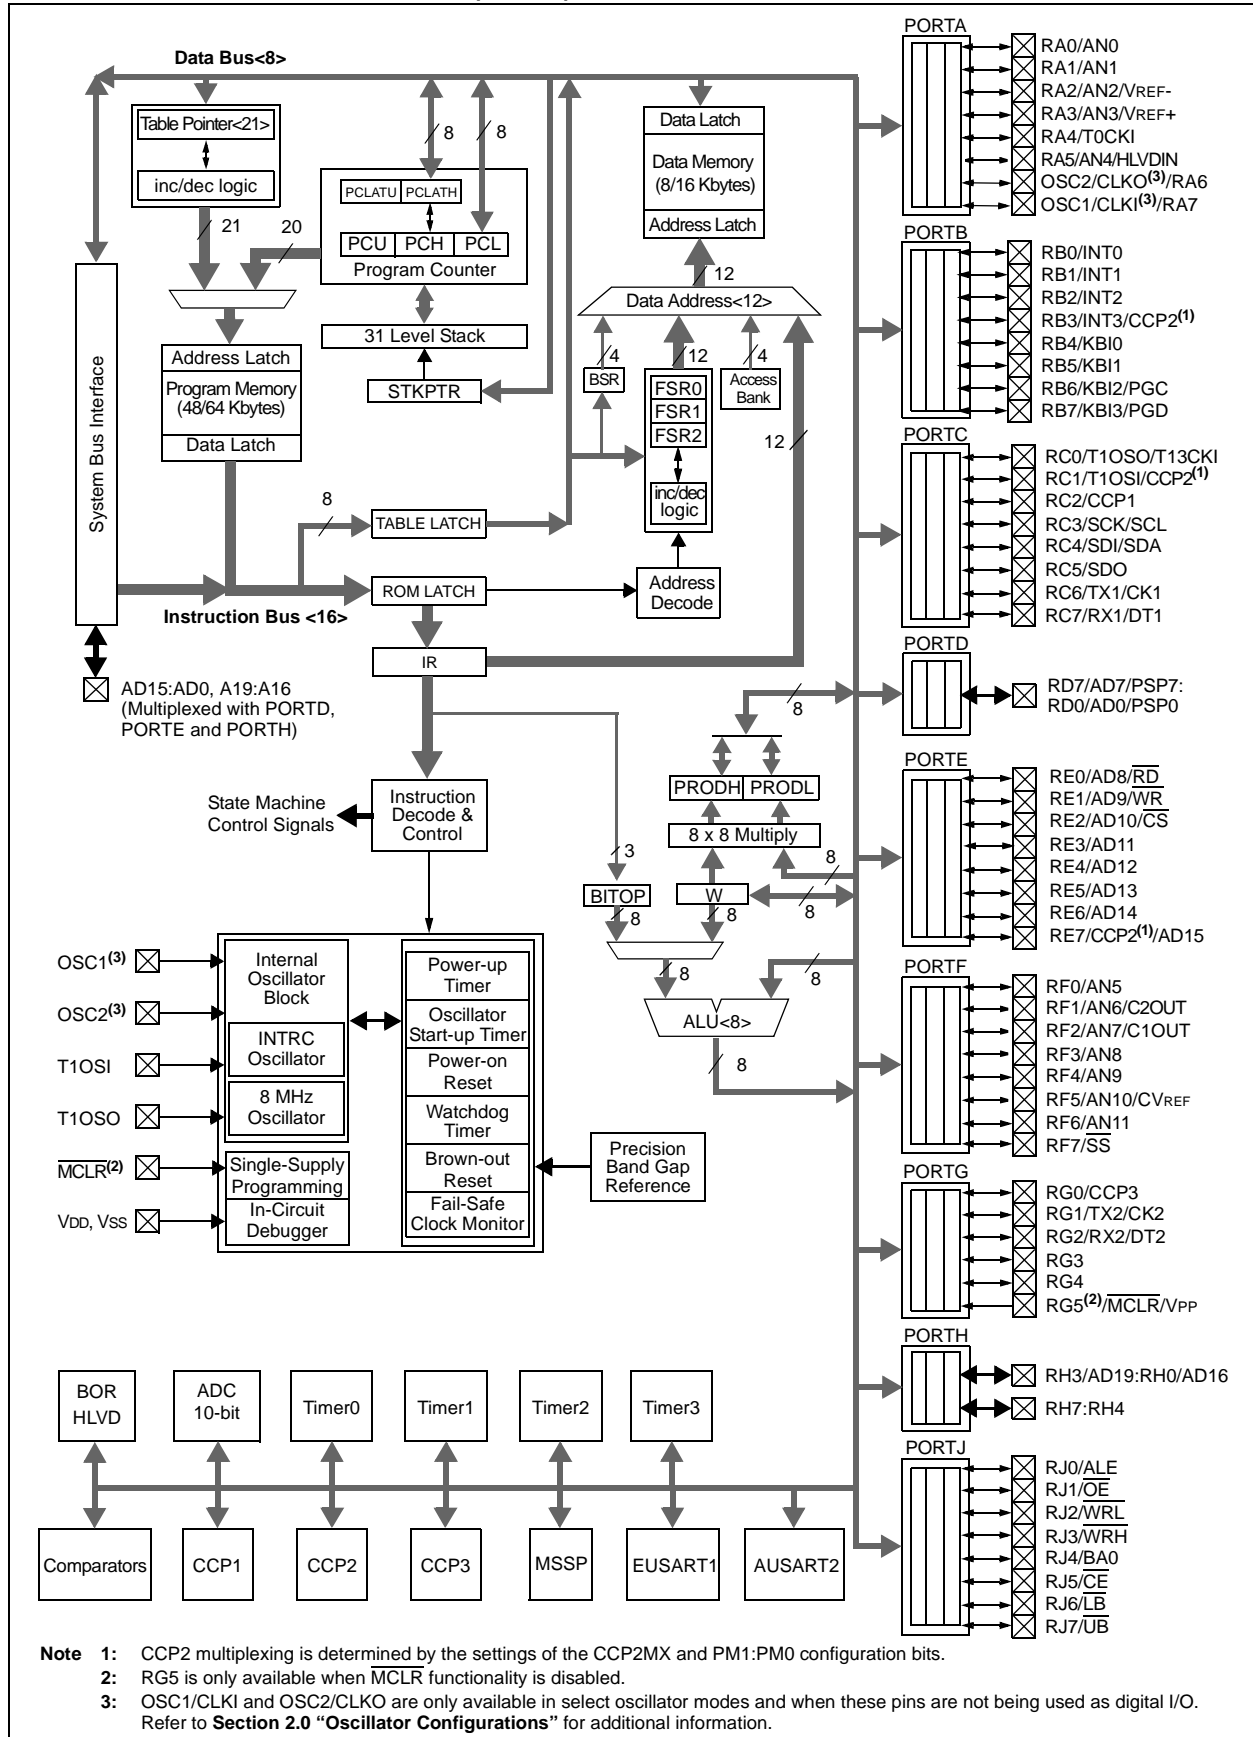 Data Bus<8>
Table Pointer<21>
inc/dec logic
21
20
8
8
PCLATU PCLATH
PCU PCH PCL
Program Counter
31 Level Stack
STKPTR
System Bus Interface
Address Latch
Program Memory
(48/64 Kbytes)
Data Latch
8
TABLE LATCH
ROM LATCH
Instruction Bus <16>
IR
AD15:AD0, A19:A16
(Multiplexed with PORTD,
PORTE and PORTH)
Data Latch
Data Memory
(8/16 Kbytes)
Address Latch
12
Data Address<12>
4
12
4
BSR
FSR0
FSR1
FSR2
inc/dec
logic
Access
Bank
12
Address
Decode
8
PRODH PRODL
8 x 8 Multiply
8
W
8
3
BITOP
8
8
8
8
ALU<8>
8
State Machine
Control Signals
Instruction
Decode &
Control
OSC1(3)
OSC2(3)
T1OSI
T1OSO
MCLR(2)
VDD, VSS
Internal
Oscillator
Block
INTRC
Oscillator
8 MHz
Oscillator
Single-Supply
Programming
In-Circuit
Debugger
Power-up
Timer
Oscillator
Start-up Timer
Power-on
Reset
Watchdog
Timer
Brown-out
Reset
Fail-Safe
Clock Monitor
Precision
Band Gap
Reference
BOR
HLVD
ADC
10-bit
Timer0
Timer1
Timer2
Timer3
Comparators
CCP1
CCP2
CCP3
MSSP
EUSART1
AUSART2
PORTA
RA0/AN0
RA1/AN1
RA2/AN2/VREF-
RA3/AN3/VREF+
RA4/T0CKI
RA5/AN4/HLVDIN
OSC2/CLKO(3)/RA6
OSC1/CLKI(3)/RA7
PORTB
RB0/INT0
RB1/INT1
RB2/INT2
RB3/INT3/CCP2(1)
RB4/KBI0
RB5/KBI1
RB6/KBI2/PGC
RB7/KBI3/PGD
PORTC
RC0/T1OSO/T13CKI
RC1/T1OSI/CCP2(1)
RC2/CCP1
RC3/SCK/SCL
RC4/SDI/SDA
RC5/SDO
RC6/TX1/CK1
RC7/RX1/DT1
PORTD
RD7/AD7/PSP7:
RD0/AD0/PSP0
PORTE
RE0/AD8/RD
RE1/AD9/WR
RE2/AD10/CS
RE3/AD11
RE4/AD12
RE5/AD13
RE6/AD14
RE7/CCP2(1)/AD15
PORTF
RF0/AN5
RF1/AN6/C2OUT
RF2/AN7/C1OUT
RF3/AN8
RF4/AN9
RF5/AN10/CVREF
RF6/AN11
RF7/SS
PORTG
RG0/CCP3
RG1/TX2/CK2
RG2/RX2/DT2
RG3
RG4
RG5(2)/MCLR/VPP
PORTH
RH3/AD19:RH0/AD16
RH7:RH4
PORTJ
RJ0/ALE
RJ1/OE
RJ2/WRL
RJ3/WRH
RJ4/BA0
RJ5/CE
RJ6/LB
RJ7/UB
Note 1: CCP2 multiplexing is determined by the settings of the CCP2MX and PM1:PM0 configuration bits.
2: RG5 is only available when MCLR functionality is disabled.
3: OSC1/CLKI and OSC2/CLKO are only available in select oscillator modes and when these pins are not being used as digital I/O.
Refer to Section 2.0 “Oscillator Configurations” for additional information.